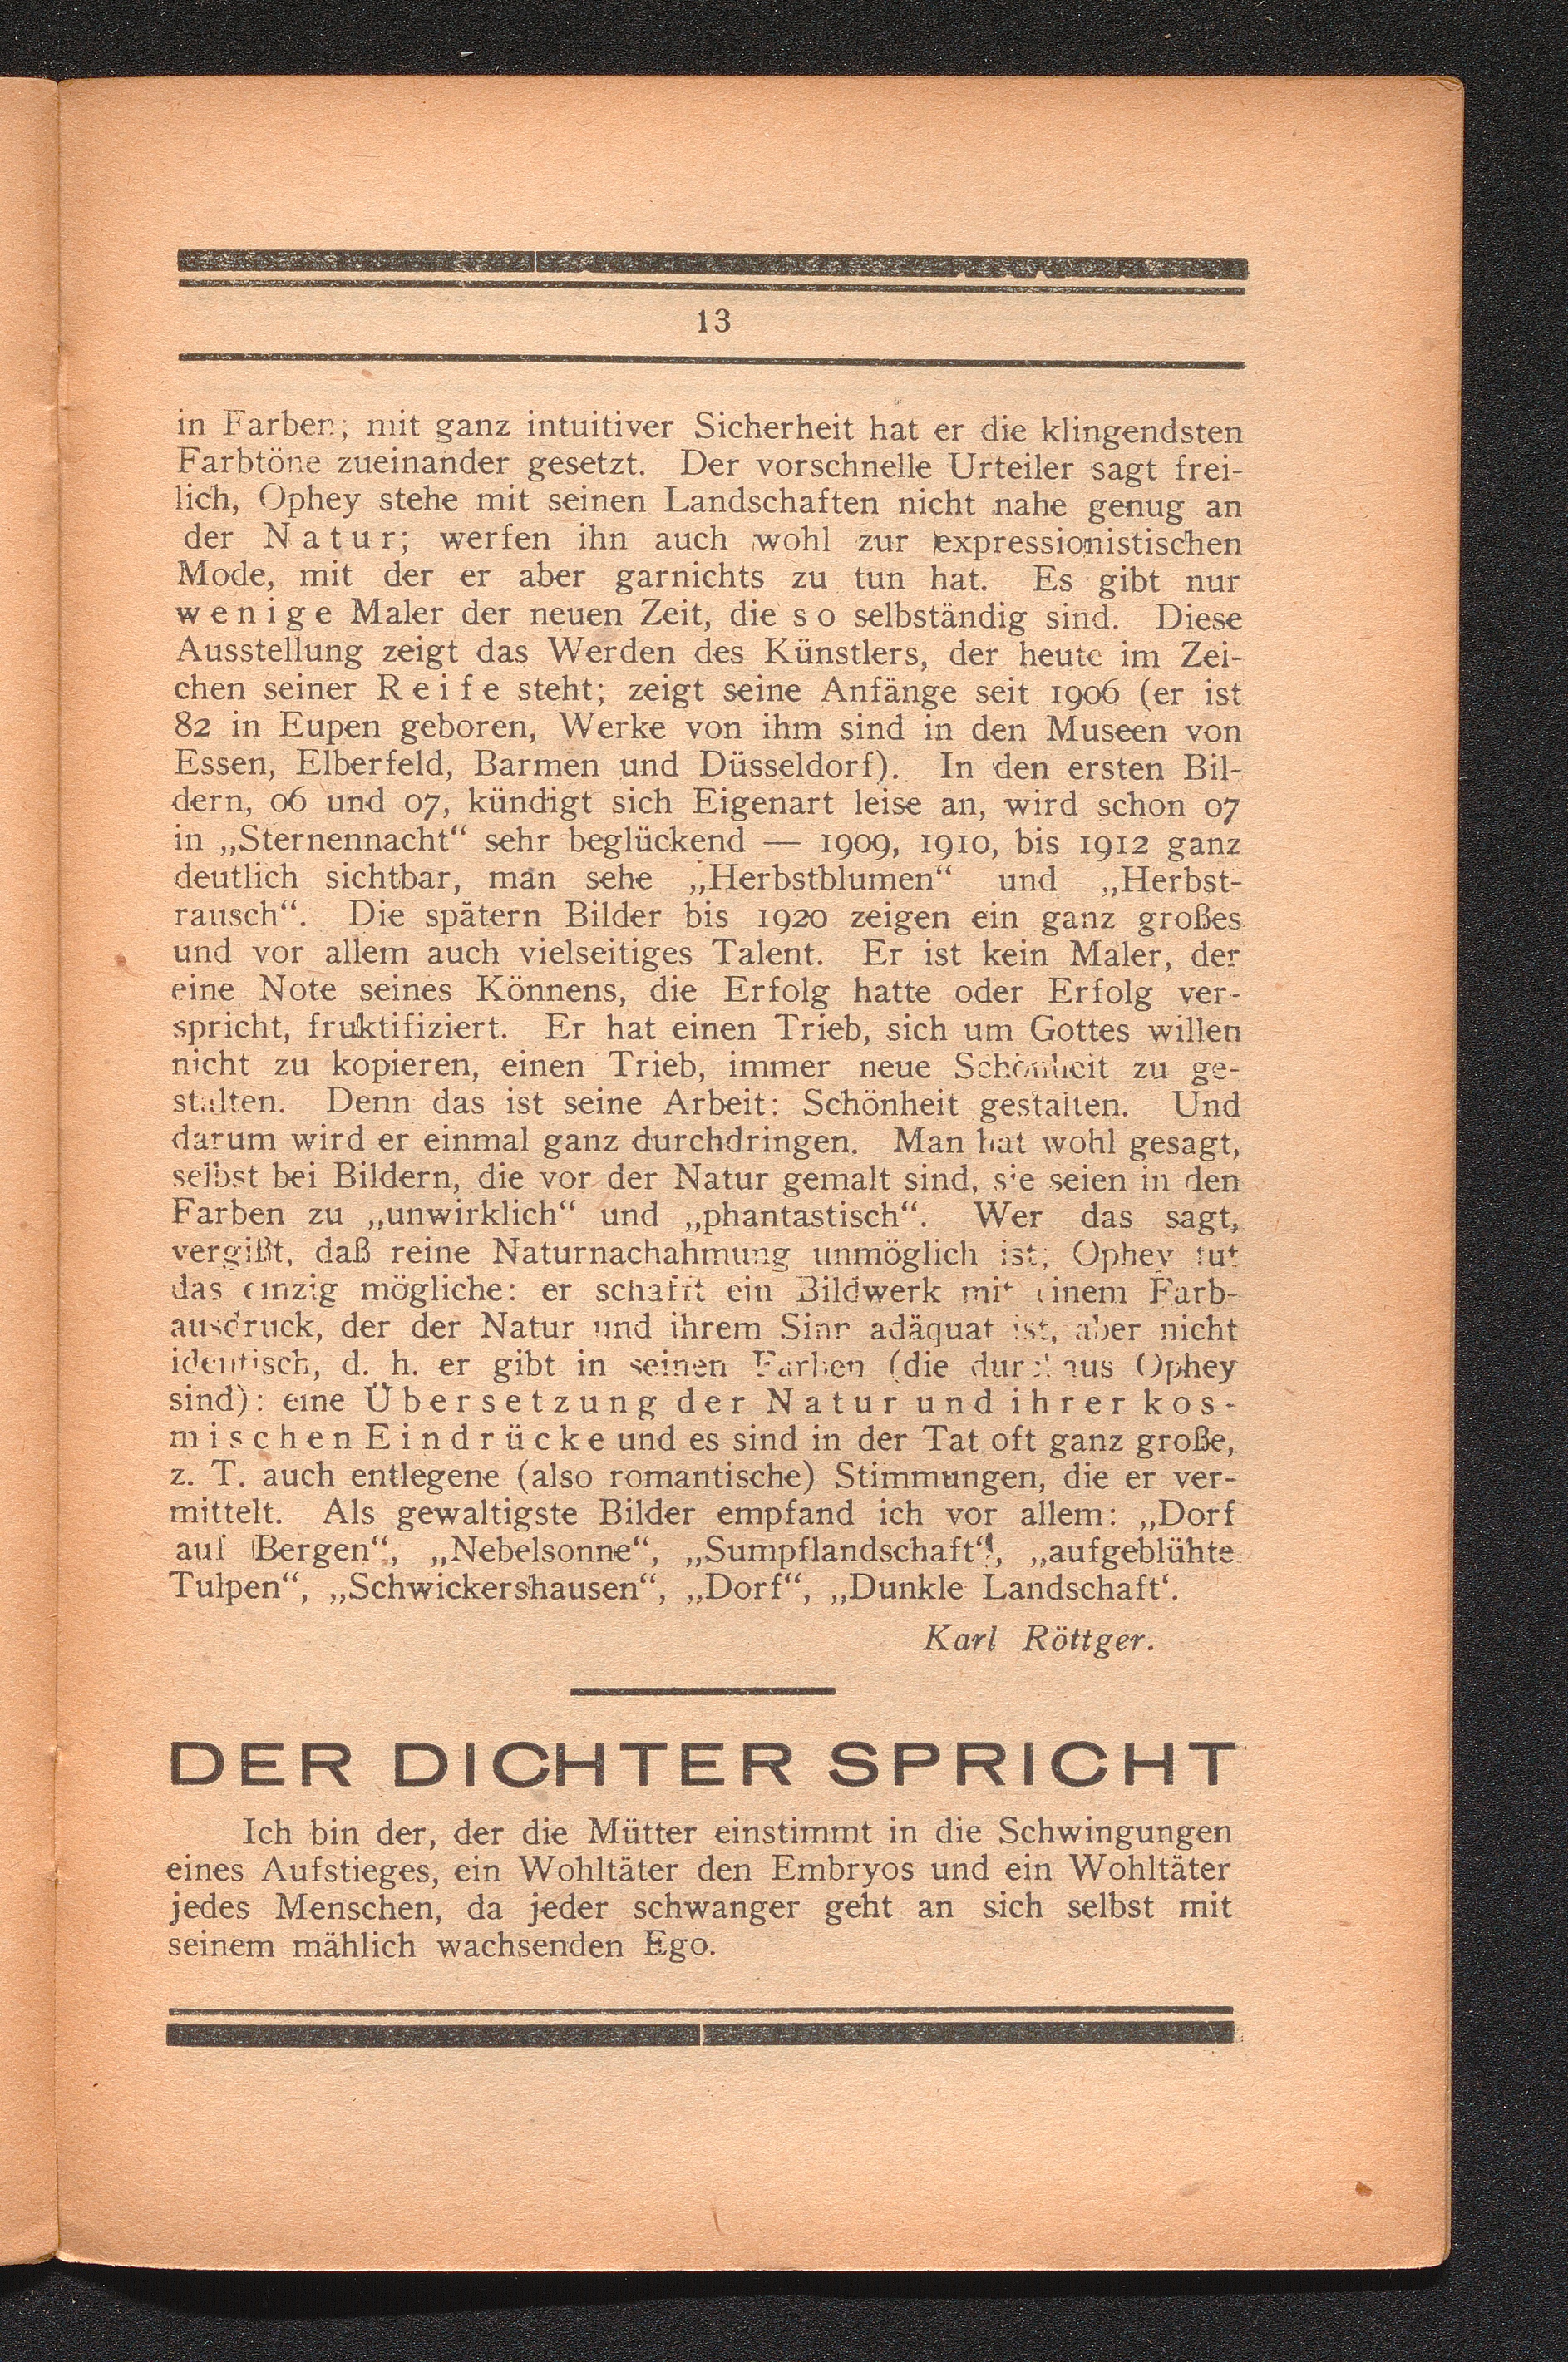 13
in Farben; mit ganz intuitiver Sicherheit hat er die klingendsten
Farbtöne zueinander gesetzt. Der vorschnelle Urteiler sagt frei-
lich, Ophey stehe mit seinen Landschaften nicht nahe genug an
der N a t u r; werfen ihn auch wohl zur expressionistischen
Mode, mit der er aber garnichts zu tun hat. Es gibt nur
w e n i g e Maler der neuen Zeit, die s o selbständig sind. Diese
Ausstellung zeigt das Werden des Künstlers, der heute im Zei-
chen seiner R e i f e steht; zeigt seine Anfänge seit 1906 (er ist
82 in Eupen geboren, Werke von ihm sind in den Museen von
Essen, Elberfeld, Barmen und Düsseldorf). In den ersten Bil-
dern, 06 und 07, kündigt sich Eigenart leise an, wird schon 07
in „Sternennacht“ sehr beglückend — 1909, 1910, bis 1912 ganz
deutlich sichtbar, man sehe „Herbstblumen“ und „Herbst-
rausch“. Die spätern Bilder bis 1920 zeigen ein ganz großes
und vor allem auch vielseitiges Talent. Er ist kein Maler, der
eine Note seines Könnens, die Erfolg hatte oder Erfolg ver-
spricht, fruktifiziert. Er hat einen Trieb, sich um Gottes willen
nicht zu kopieren, einen Trieb, immer neue Schönheit zu ge-
stalten. Denn das ist seine Arbeit: Schönheit gestalten. Und
darum wird er einmal ganz durchdringen. Man hat wohl gesagt,
selbst bei Bildern, die vor der Natur gemalt sind, sie seien in den
Farben zu „unwirklich“ und „phantastisch“. Wer das sagt,
vergißt, daß reine Naturnachahmung unmöglich ist; Ophey tut
das einzig mögliche: er schafft ein Bildwerk mit einem Farb-
ausdruck, der der Natur und ihrem Sinn adäquat ist, aber nicht
identisch, d. h. er gibt in seinen Farben (die durchaus Ophey
sind): eine Ü b e r s e t z u n g d e r N a t u r u n d i h r e r k o s -
m i s c h e n E i n d r ü c k e und es sind in der Tat oft ganz große,
z. T. auch entlegene (also romantische) Stimmungen, die er ver-
mittelt. Als gewaltigste Bilder empfand ich vor allem: „Dorf
auf Bergen“, „Nebelsonne“, „Sumpflandschaft“, „aufgeblühte
Tulpen“, „Schwickershausen“, „Dorf“, „Dunkle Landschaft‘.
Karl Röttger.
DER DICHTER SPRICHT
Ich bin der, der die Mütter einstimmt in die Schwingungen
eines Aufstieges, ein Wohltäter den Embryos und ein Wohltäter
jedes Menschen, da jeder schwanger geht an sich selbst mit
seinem mählich wachsenden Ego.